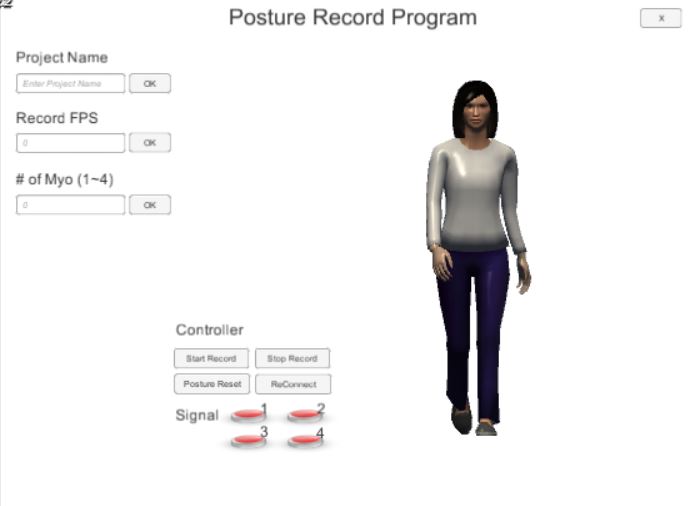 Posture Record Program
x
Project Name
Enter Project Name
OK
Record FPS
0
OK
# of Myo (1~4)
0
OK
Controller
Start Record
Stop Record
Posture Reset
ReConnect
Signal
1
2
3
4